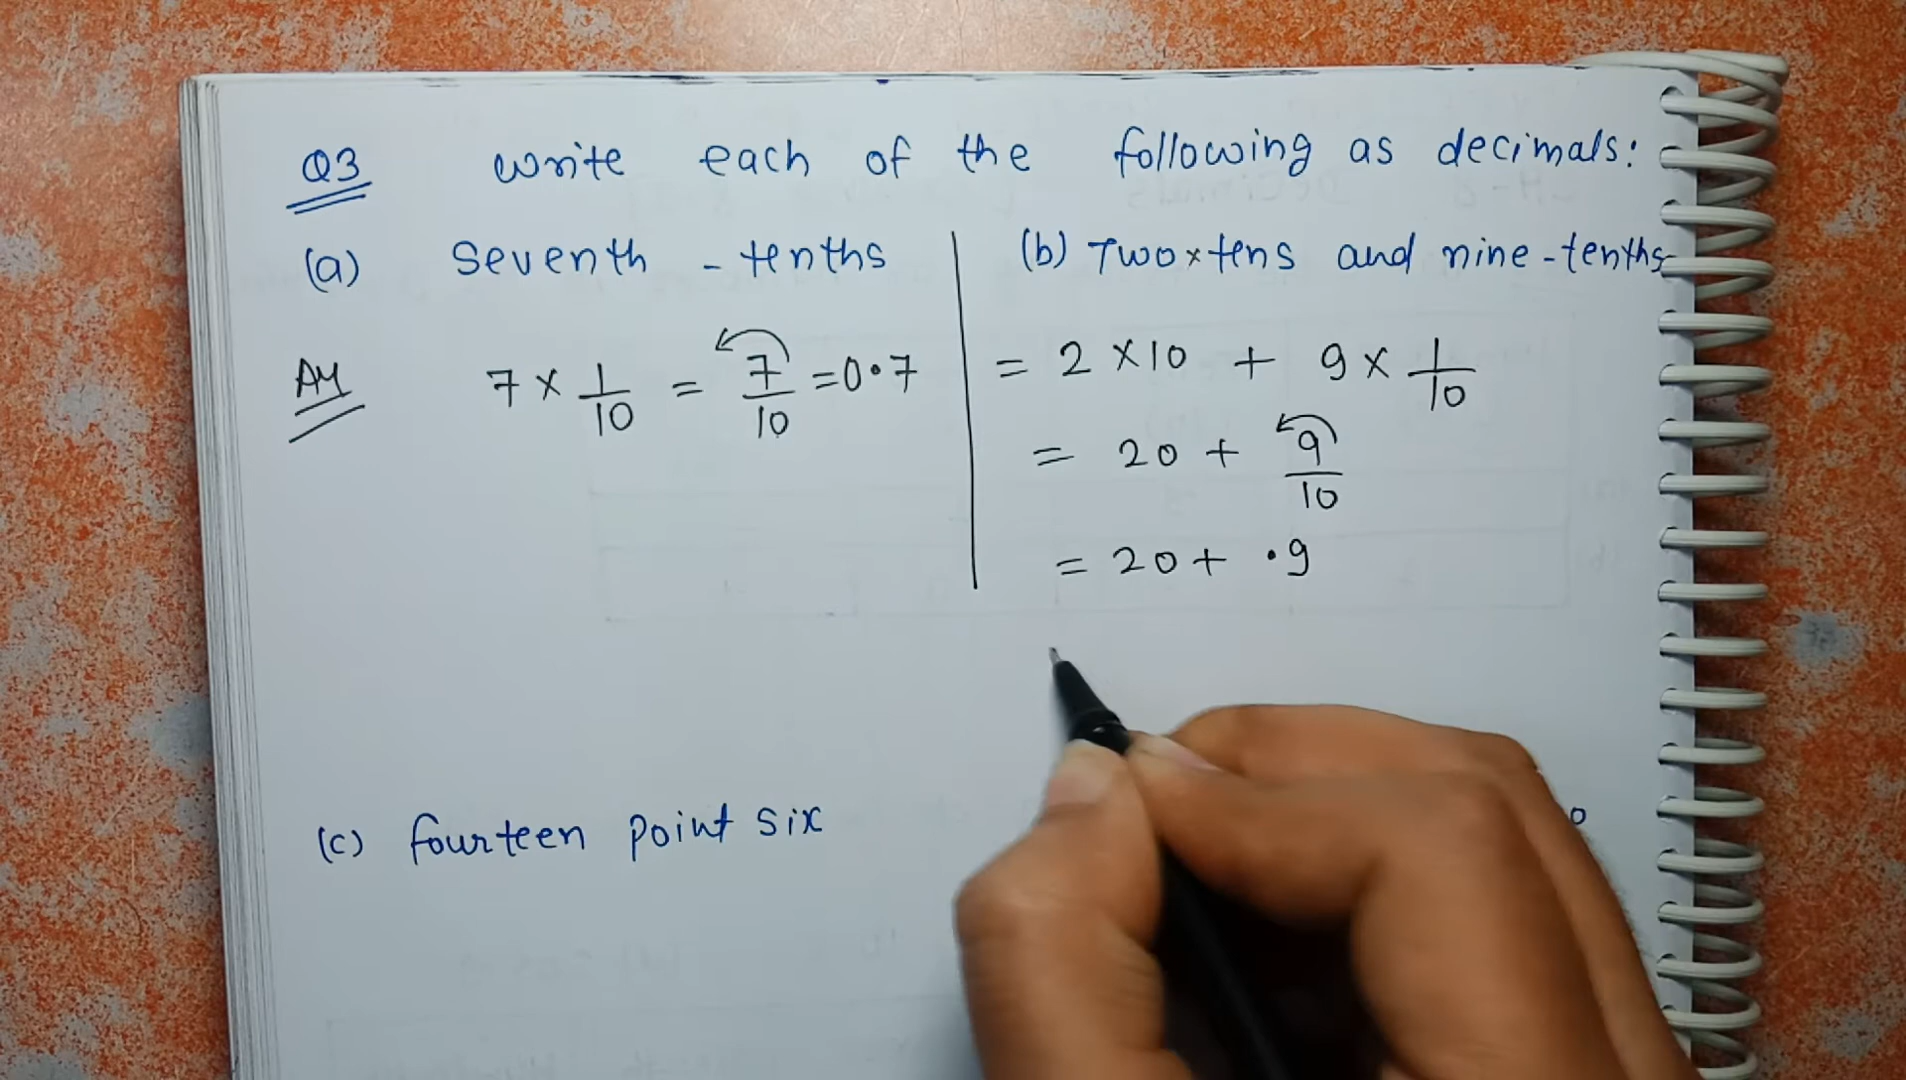 Q3 write each of the following as decimals:
(a) Seventh - tenths
Ay 7 × 1/10 = 7/10 = 0.7
(b) Two × tens and nine - tenths
= 2 × 10 + 9 × 1/10
= 20 + 9/10
= 20 + .9
(c) fourteen point six